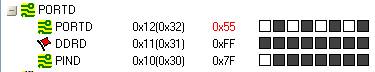 PORTD
PORTD 0x12(0x32) 0x55
DDRD 0x11(0x31) 0xFF
PIND 0x10(0x30) 0x7F